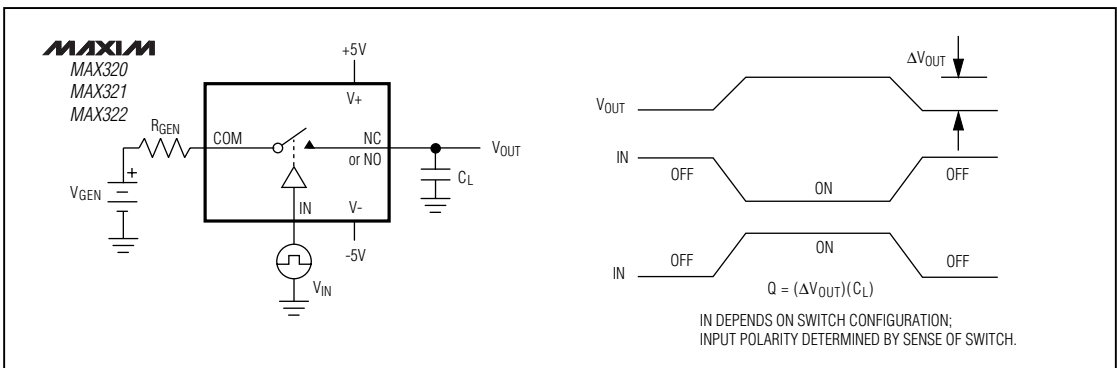 MAXIM
MAX320
MAX321
MAX322
+5V
V+
RGEN
COM
NC
or NO
VOUT
CL
VGEN
+
IN
V-
-5V
VIN
ΔVOUT
VOUT
IN
OFF
ON
OFF
IN
OFF
ON
OFF
Q = (ΔVOUT)(CL)
IN DEPENDS ON SWITCH CONFIGURATION;
INPUT POLARITY DETERMINED BY SENSE OF SWITCH.